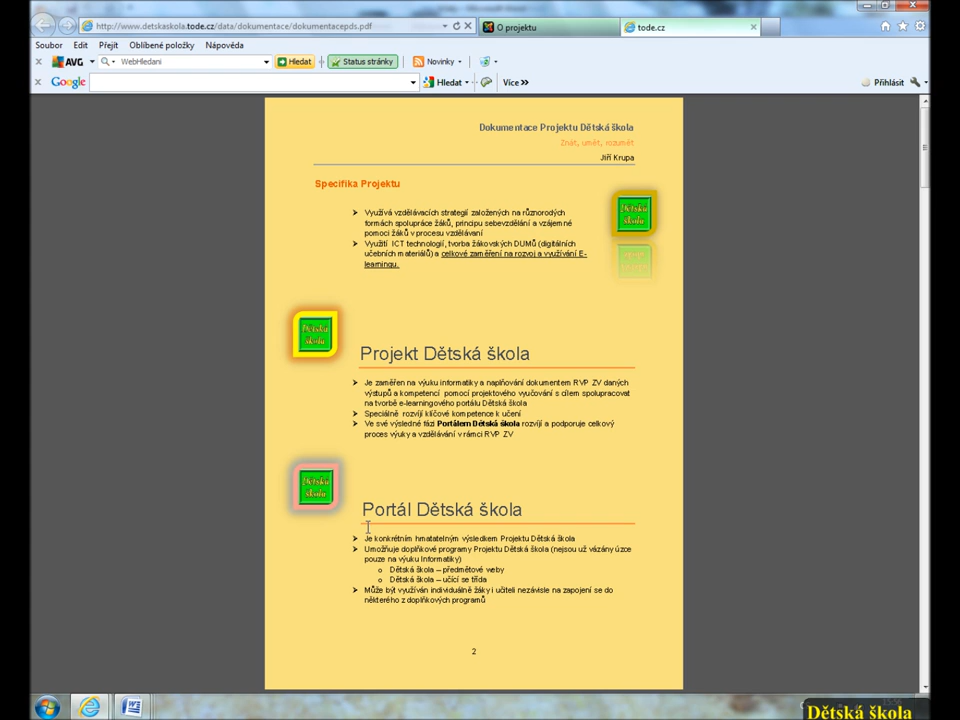 http://www.detskaskola.tode.cz/data/dokumentace/dokumentacepds.pdf
O projektu
tode.cz
Soubor Edit Přejít Oblíbené položky Nápověda
AVG WebHledani Hledat Status stránky Novinky
Google Hledat Více >> Přihlásit
Dokumentace Projektu Dětská škola
Znát, umět, rozumět
Jiří Krupa
Specifika Projektu
Využívá vzdělávacích strategií založených na různorodých
formách spolupráce žáků, principu sebevzdělání a vzájemné
pomoci žáků v procesu vzdělávaní
Využití ICT technologií, tvorba žákovských DUMů (digitálních
učebních materiálů) a celkové zaměření na rozvoj a využívání E-
learningu.
Dětská
škola
Dětská
škola
Projekt Dětská škola
Je zaměřen na výuku informatiky a naplňování dokumentem RVP ZV daných
výstupů a kompetencí pomocí projektového vyučování s cílem spolupracovat
na tvorbě e-learningového portálu Dětská škola
Speciálně rozvíjí klíčové kompetence k učení
Ve své výsledné fázi Portálem Dětská škola rozvíjí a podporuje celkový
proces výuky a vzdělávání v rámci RVP ZV
Dětská
škola
Portál Dětská škola
Je konkrétním hmatatelným výsledkem Projektu Dětská škola
Umožňuje doplňkové programy Projektu Dětská škola (nejsou už vázány úzce
pouze na výuku Informatiky)
Dětská škola – předmětové weby
Dětská škola – učící se třída
Může být využíván individuálně žáky i učiteli nezávisle na zapojení se do
některého z doplňkových programů
2
Dětská škola